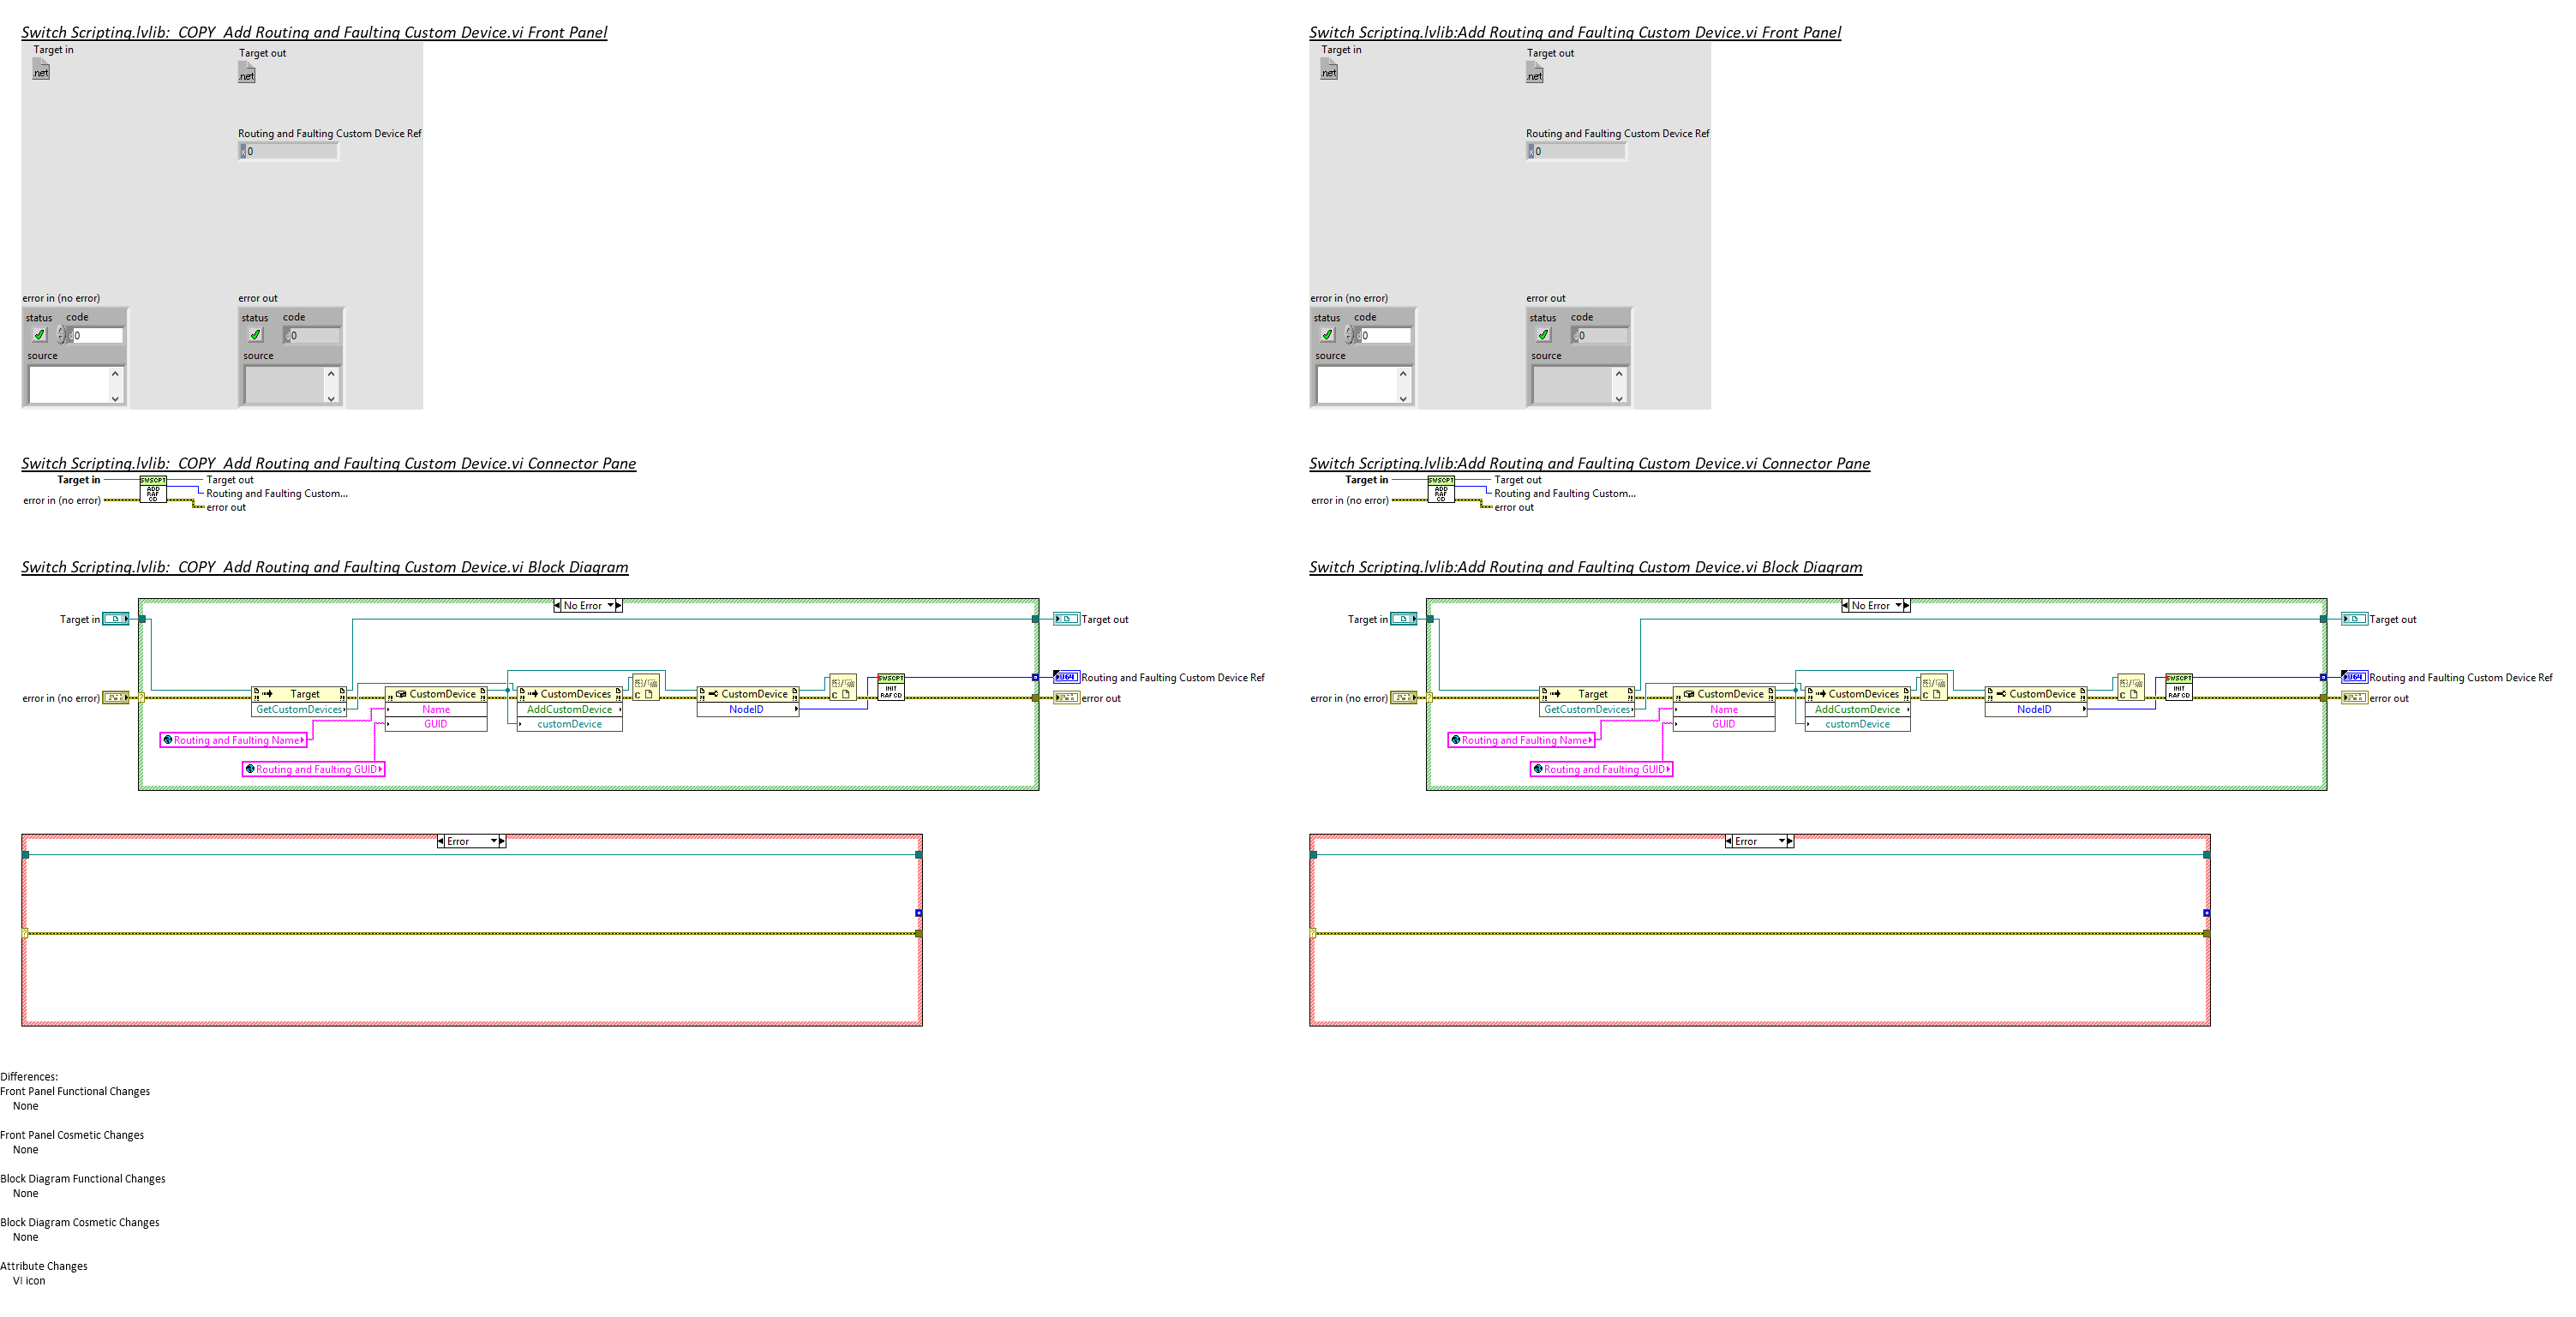 Switch Scripting.lvlib:  COPY  Add Routing and Faulting Custom Device.vi Front Panel
Target in
.net
Target out
.net
Routing and Faulting Custom Device Ref
x 0
error in (no error)
status code
0
source
error out
status code
0
source
Switch Scripting.lvlib:Add Routing and Faulting Custom Device.vi Front Panel
Target in
.net
Target out
.net
Routing and Faulting Custom Device Ref
x 0
error in (no error)
status code
0
source
error out
status code
0
source
Switch Scripting.lvlib:  COPY  Add Routing and Faulting Custom Device.vi Connector Pane
Target in
error in (no error)
SWSCPT
ADD
RAF
CD
Target out
Routing and Faulting Custom...
error out
Switch Scripting.lvlib:Add Routing and Faulting Custom Device.vi Connector Pane
Target in
error in (no error)
SWSCPT
ADD
RAF
CD
Target out
Routing and Faulting Custom...
error out
Switch Scripting.lvlib:  COPY  Add Routing and Faulting Custom Device.vi Block Diagram
No Error
Target in
Target out
error in (no error)
Target
GetCustomDevices
CustomDevice
Name
GUID
CustomDevices
AddCustomDevice
customDevice
CustomDevice
NodeID
SWSCPT
INIT
RAF CD
U64
Routing and Faulting Custom Device Ref
error out
Routing and Faulting Name
Routing and Faulting GUID
Error
Switch Scripting.lvlib:Add Routing and Faulting Custom Device.vi Block Diagram
No Error
Target in
Target out
error in (no error)
Target
GetCustomDevices
CustomDevice
Name
GUID
CustomDevices
AddCustomDevice
customDevice
CustomDevice
NodeID
SWSCPT
INIT
RAF CD
U64
Routing and Faulting Custom Device Ref
error out
Routing and Faulting Name
Routing and Faulting GUID
Error
Differences:
Front Panel Functional Changes
None
Front Panel Cosmetic Changes
None
Block Diagram Functional Changes
None
Block Diagram Cosmetic Changes
None
Attribute Changes
VI icon